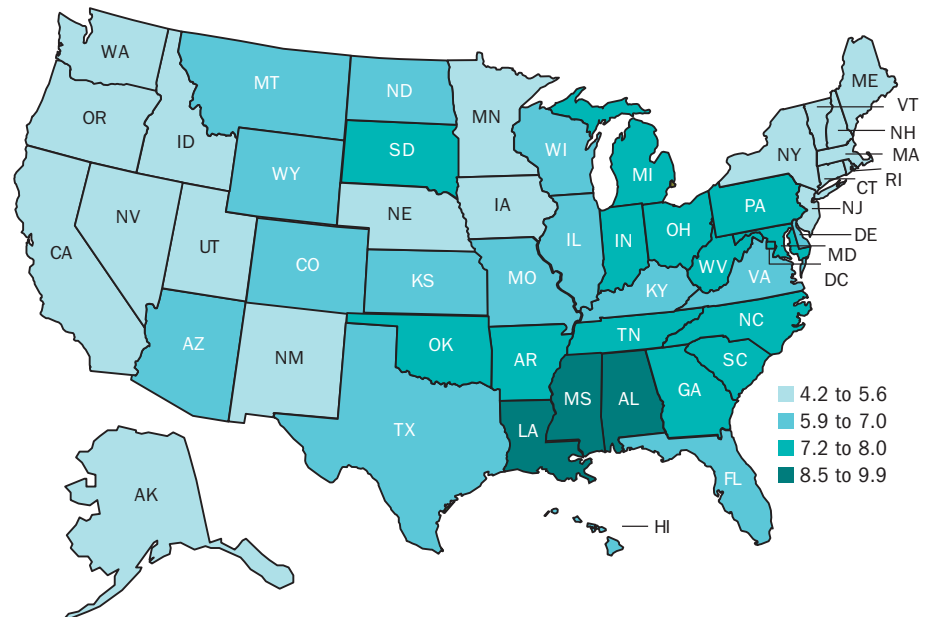 WA
MT
ND
MN
ME
VT
OR
ID
SD
WI
NH
NY
MA
WY
MI
RI
CT
NE
IA
PA
NJ
NV
UT
OH
IL
IN
DE
CA
CO
MD
WV
VA
KS
MO
DC
KY
NC
TN
AZ
OK
NM
AR
SC
MS
AL
GA
4.2 to 5.6
TX
LA
5.9 to 7.0
7.2 to 8.0
FL
8.5 to 9.9
AK
HI